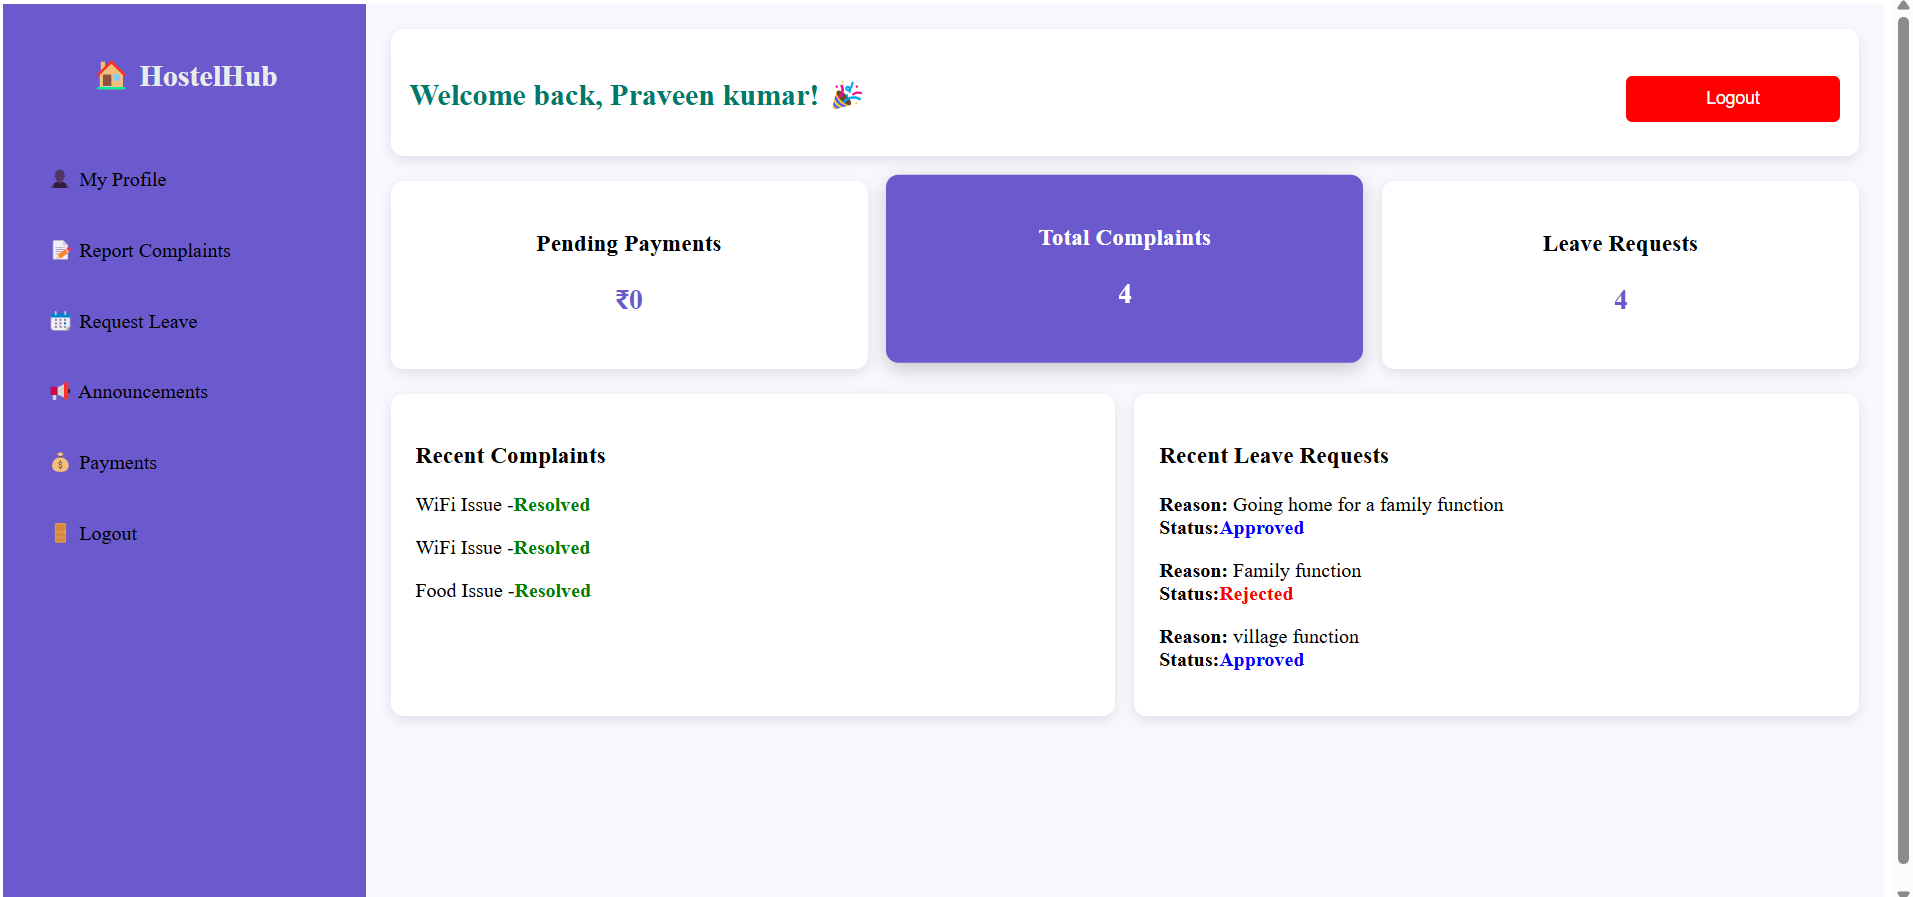 HostelHub
My Profile
Report Complaints
Request Leave
Announcements
Payments
Logout
Welcome back, Praveen kumar!
Logout
Pending Payments
₹0
Total Complaints
4
Leave Requests
4
Recent Complaints
WiFi Issue -Resolved
WiFi Issue -Resolved
Food Issue -Resolved
Recent Leave Requests
Reason: Going home for a family function
Status:Approved
Reason: Family function
Status:Rejected
Reason: village function
Status:Approved